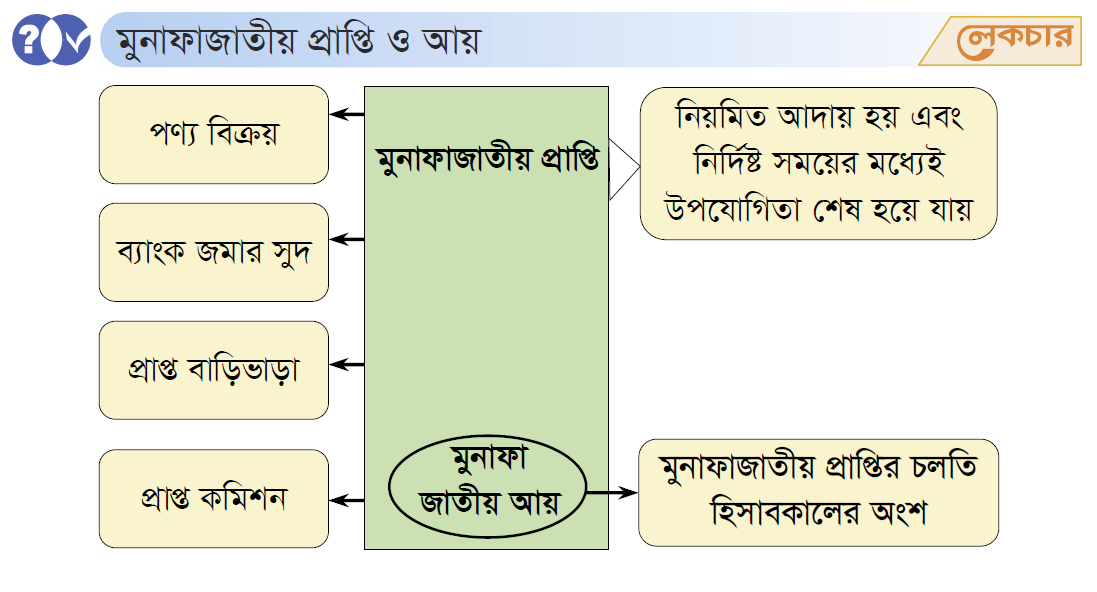 মুনাফাজাতীয় প্রাপ্তি ও আয়
লেকচার
পণ্য বিক্রয়
ব্যাংক জমার সুদ
প্রাপ্ত বাড়িভাড়া
প্রাপ্ত কমিশন
মুনাফাজাতীয় প্রাপ্তি
মুনাফা
জাতীয় আয়
নিয়মিত আদায় হয় এবং
নির্দিষ্ট সময়ের মধ্যেই
উপযোগিতা শেষ হয়ে যায়
মুনাফাজাতীয় প্রাপ্তির চলতি
হিসাবকালের অংশ